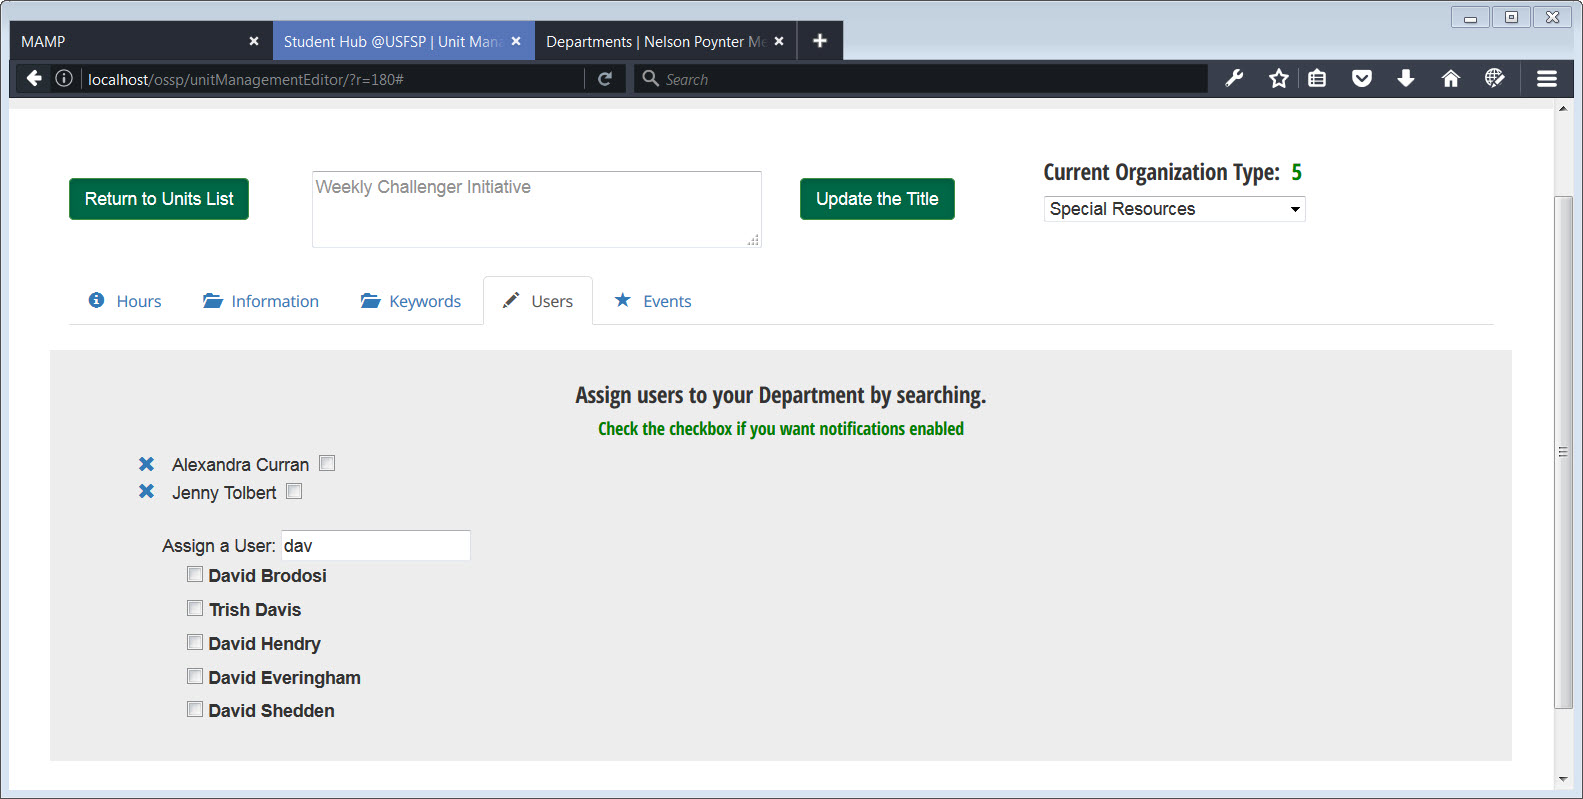 MAMP
Student Hub @USFSP | Unit Man
Departments | Nelson Poynter Me
localhost/ossp/unitManagementEditor/?r=180#
Search
Return to Units List
Weekly Challenger Initiative
Update the Title
Current Organization Type: 5
Special Resources
Hours
Information
Keywords
Users
Events
Assign users to your Department by searching.
Check the checkbox if you want notifications enabled
Alexandra Curran
Jenny Tolbert
Assign a User: dav
David Brodosi
Trish Davis
David Hendry
David Everingham
David Shedden